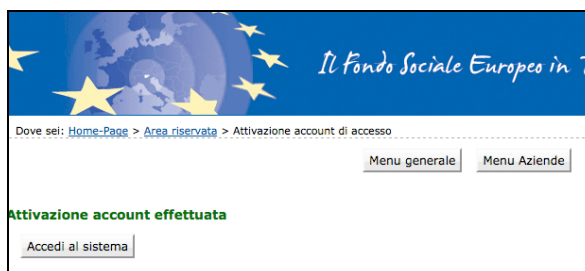 Il Fondo Sociale Europeo in
Dove sei: Home-Page > Area riservata > Attivazione account di accesso
Menu generale Menu Aziende
Attivazione account effettuata
Accedi al sistema